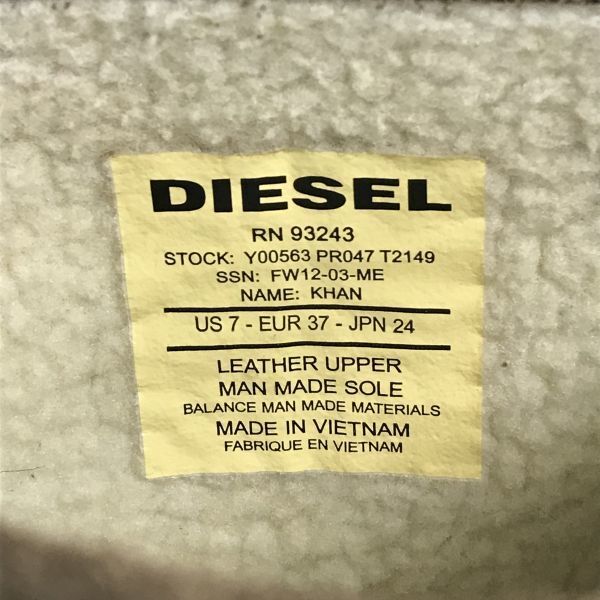 DIESEL
RN 93243
STOCK: Y00563 PR047 T2149
SSN: FW12-03-ME
NAME: KHAN
US 7 - EUR 37 - JPN 24
LEATHER UPPER
MAN MADE SOLE
BALANCE MAN MADE MATERIALS
MADE IN VIETNAM
FABRIQUE EN VIETNAM